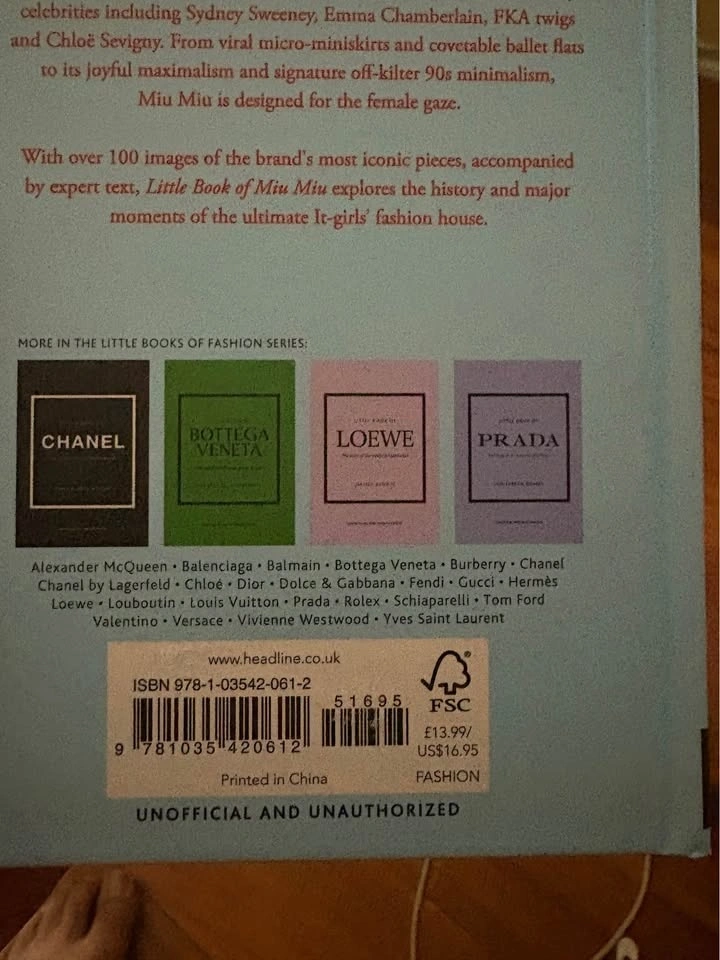 celebrities including Sydney Sweeney, Emma Chamberlain, FKA twigs
and Chloë Sevigny. From viral micro-miniskirts and covetable ballet flats
to its joyful maximalism and signature off-kilter 90s minimalism,
Miu Miu is designed for the female gaze.
With over 100 images of the brand's most iconic pieces, accompanied
by expert text, Little Book of Miu Miu explores the history and major
moments of the ultimate It-girls' fashion house.
MORE IN THE LITTLE BOOKS OF FASHION SERIES:
CHANEL
BOTTEGA
VENETA
LITTLE BOOK OF
LOEWE
LITTLE BOOK OF
PRADA
Alexander McQueen • Balenciaga • Balmain • Bottega Veneta • Burberry • Chanel
Chanel by Lagerfeld • Chloé • Dior • Dolce & Gabbana • Fendi • Gucci • Hermès
Loewe • Louboutin • Louis Vuitton • Prada • Rolex • Schiaparelli • Tom Ford
Valentino • Versace • Vivienne Westwood • Yves Saint Laurent
www.headline.co.uk
ISBN 978-1-03542-061-2
51695
9 781035 420612
FSC
£13.99/
US$16.95
Printed in China
FASHION
UNOFFICIAL AND UNAUTHORIZED